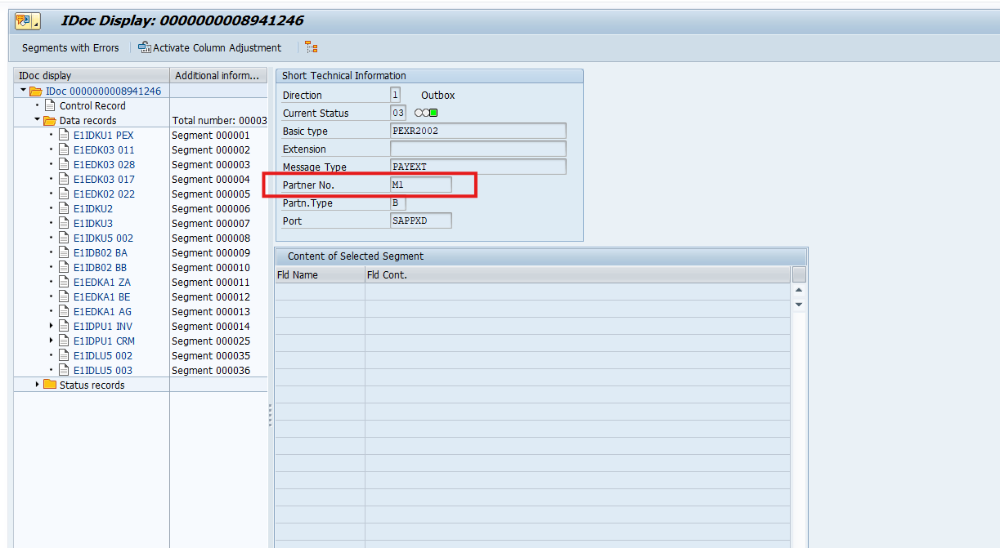 IDoc Display: 0000000008941246
Segments with Errors Activate Column Adjustment
IDoc display Additional inform...
IDoc 0000000008941246
Control Record
Data records Total number: 00003
E1IDKU1 PEX Segment 000001
E1EDK03 011 Segment 000002
E1EDK03 028 Segment 000003
E1EDK03 017 Segment 000004
E1EDK02 022 Segment 000005
E1IDKU2 Segment 000006
E1IDKU3 Segment 000007
E1IDKU5 002 Segment 000008
E1IDB02 BA Segment 000009
E1IDB02 BB Segment 000010
E1EDKA1 ZA Segment 000011
E1EDKA1 BE Segment 000012
E1EDKA1 AG Segment 000013
E1IDPU1 INV Segment 000014
E1IDPU1 CRM Segment 000025
E1IDLU5 002 Segment 000035
E1IDLU5 003 Segment 000036
Status records
Short Technical Information
Direction 1 Outbox
Current Status 03
Basic type PEXR2002
Extension
Message Type PAYEXT
Partner No. M1
Partn.Type B
Port SAPPXD
Content of Selected Segment
Fld Name Fld Cont.